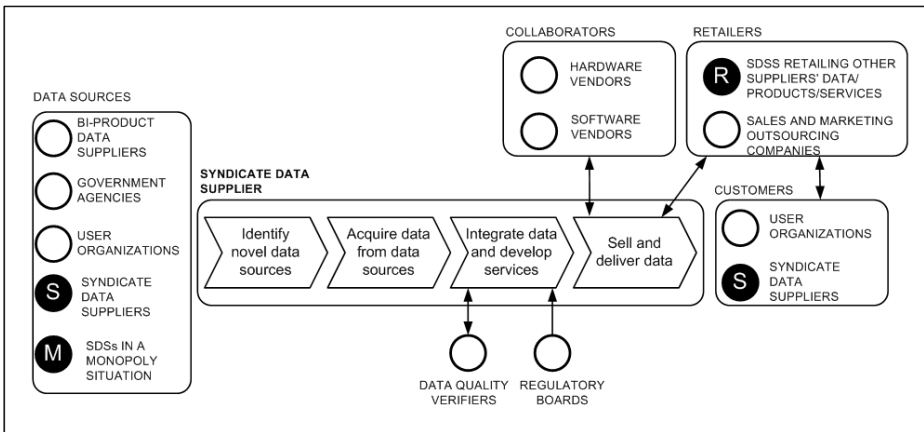 COLLABORATORS
HARDWARE
VENDORS
SOFTWARE
VENDORS
RETAILERS
R
SDSS RETAILING OTHER
SUPPLIERS' DATA/
PRODUCTS/SERVICES
SALES AND MARKETING
OUTSOURCING
COMPANIES
DATA SOURCES
BI-PRODUCT
DATA
SUPPLIERS
GOVERNMENT
AGENCIES
USER
ORGANIZATIONS
S
SYNDICATE
DATA
SUPPLIERS
M
SDSs IN A
MONOPOLY
SITUATION
SYNDICATE DATA
SUPPLIER
Identify
novel data
sources
Acquire data
from data
sources
Integrate data
and develop
services
Sell and
deliver data
CUSTOMERS
USER
ORGANIZATIONS
S
SYNDICATE
DATA
SUPPLIERS
DATA QUALITY
VERIFIERS
REGULATORY
BOARDS